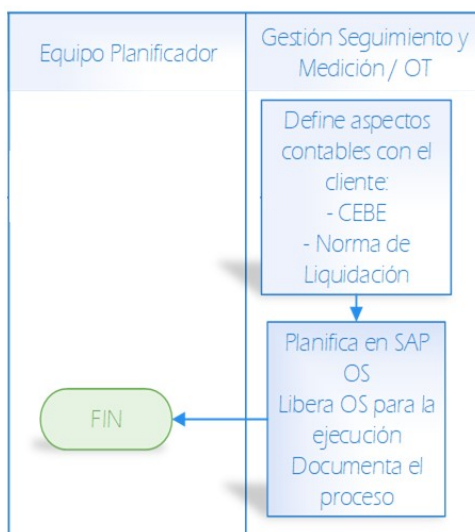 Equipo Planificador
Gestión Seguimiento y
Medición / OT
Define aspectos
contables con el
cliente:
- CEBE
- Norma de
Liquidación
Planifica en SAP
OS
Libera OS para la
ejecución
Documenta el
proceso
FIN